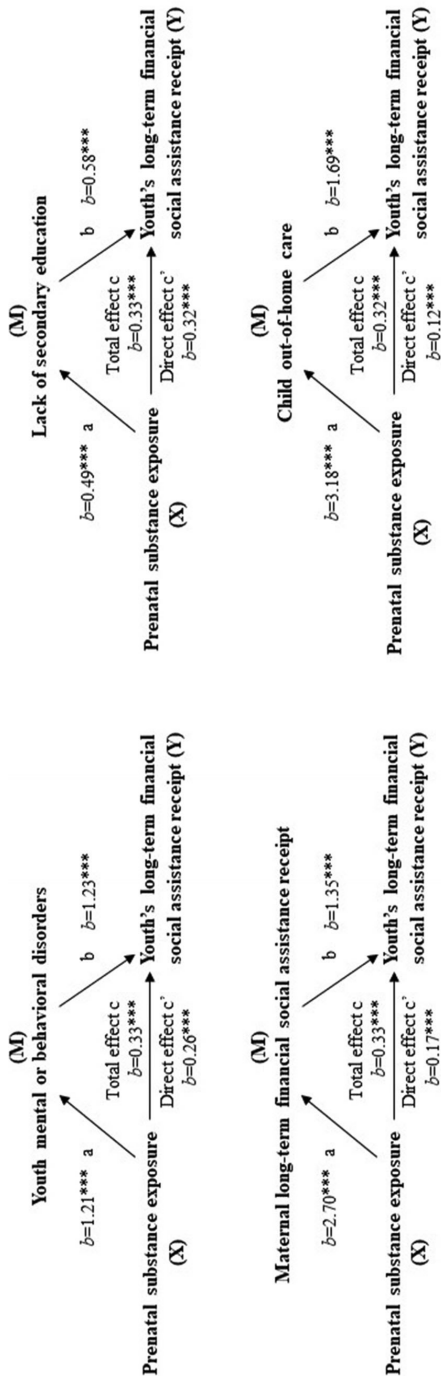 (M)
Youth mental or behavioral disorders
b=1.21*** a
b b=1.23***
Total effect c
b=0.33***
Direct effect c’
b=0.26***
Prenatal substance exposure
(X)
Youth’s long-term financial
social assistance receipt (Y)
(M)
Lack of secondary education
b=0.49*** a
b b=0.58***
Total effect c
b=0.33***
Direct effect c’
b=0.32***
Prenatal substance exposure
(X)
Youth’s long-term financial
social assistance receipt (Y)
(M)
Maternal long-term financial social assistance receipt
b=2.70*** a
b b=1.35***
Total effect c
b=0.33***
Direct effect c’
b=0.17***
Prenatal substance exposure
(X)
Youth’s long-term financial
social assistance receipt (Y)
(M)
Child out-of-home care
b=3.18*** a
b b=1.69***
Total effect c
b=0.32***
Direct effect c’
b=0.12***
Prenatal substance exposure
(X)
Youth’s long-term financial
social assistance receipt (Y)